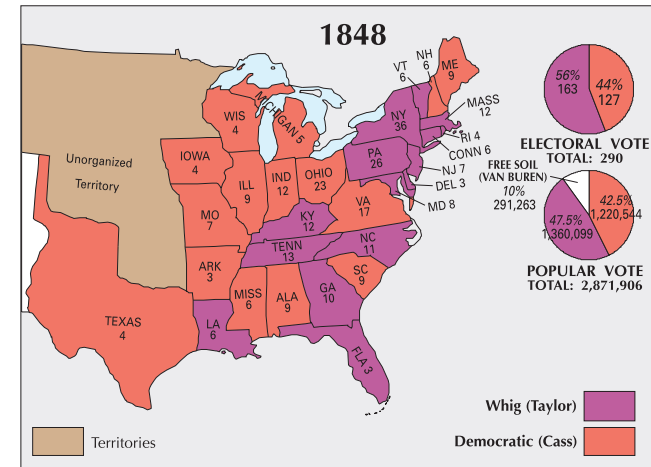 1848
VT
6
NH
6
ME
9
MASS
12
NY
36
RI 4
CONN 6
PA
26
NJ 7
DEL 3
MD 8
MICHIGAN 5
WIS
4
IOWA
4
ILL
9
IND
12
OHIO
23
VA
17
MO
7
KY
12
TENN
13
NC
11
SC
9
ARK
3
MISS
6
ALA
9
GA
10
LA
6
FLA 3
TEXAS
4
Unorganized
Territory
56%
163
44%
127
ELECTORAL VOTE
TOTAL: 290
FREE SOIL
(VAN BUREN)
10%
291,263
42.5%
1,220,544
47.5%
1,360,099
POPULAR VOTE
TOTAL: 2,871,906
Whig (Taylor)
Democratic (Cass)
Territories